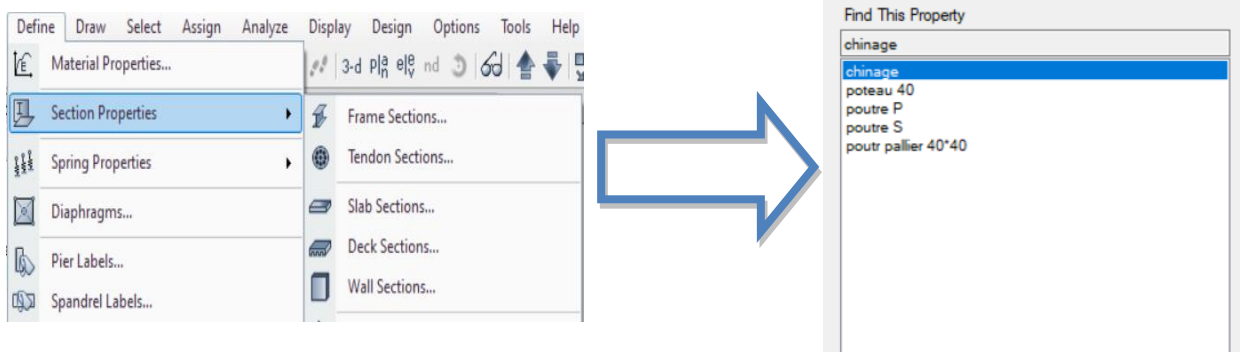 Define Draw Select Assign Analyze Display Design Options Tools Help
Material Properties...
3-d
nd
Section Properties
Frame Sections...
Tendon Sections...
Spring Properties
Slab Sections...
Diaphragms...
Deck Sections...
Pier Labels...
Wall Sections...
Spandrel Labels...
Find This Property
chinage
chinage
poteau 40
poutre P
poutre S
poutr pallier 40*40